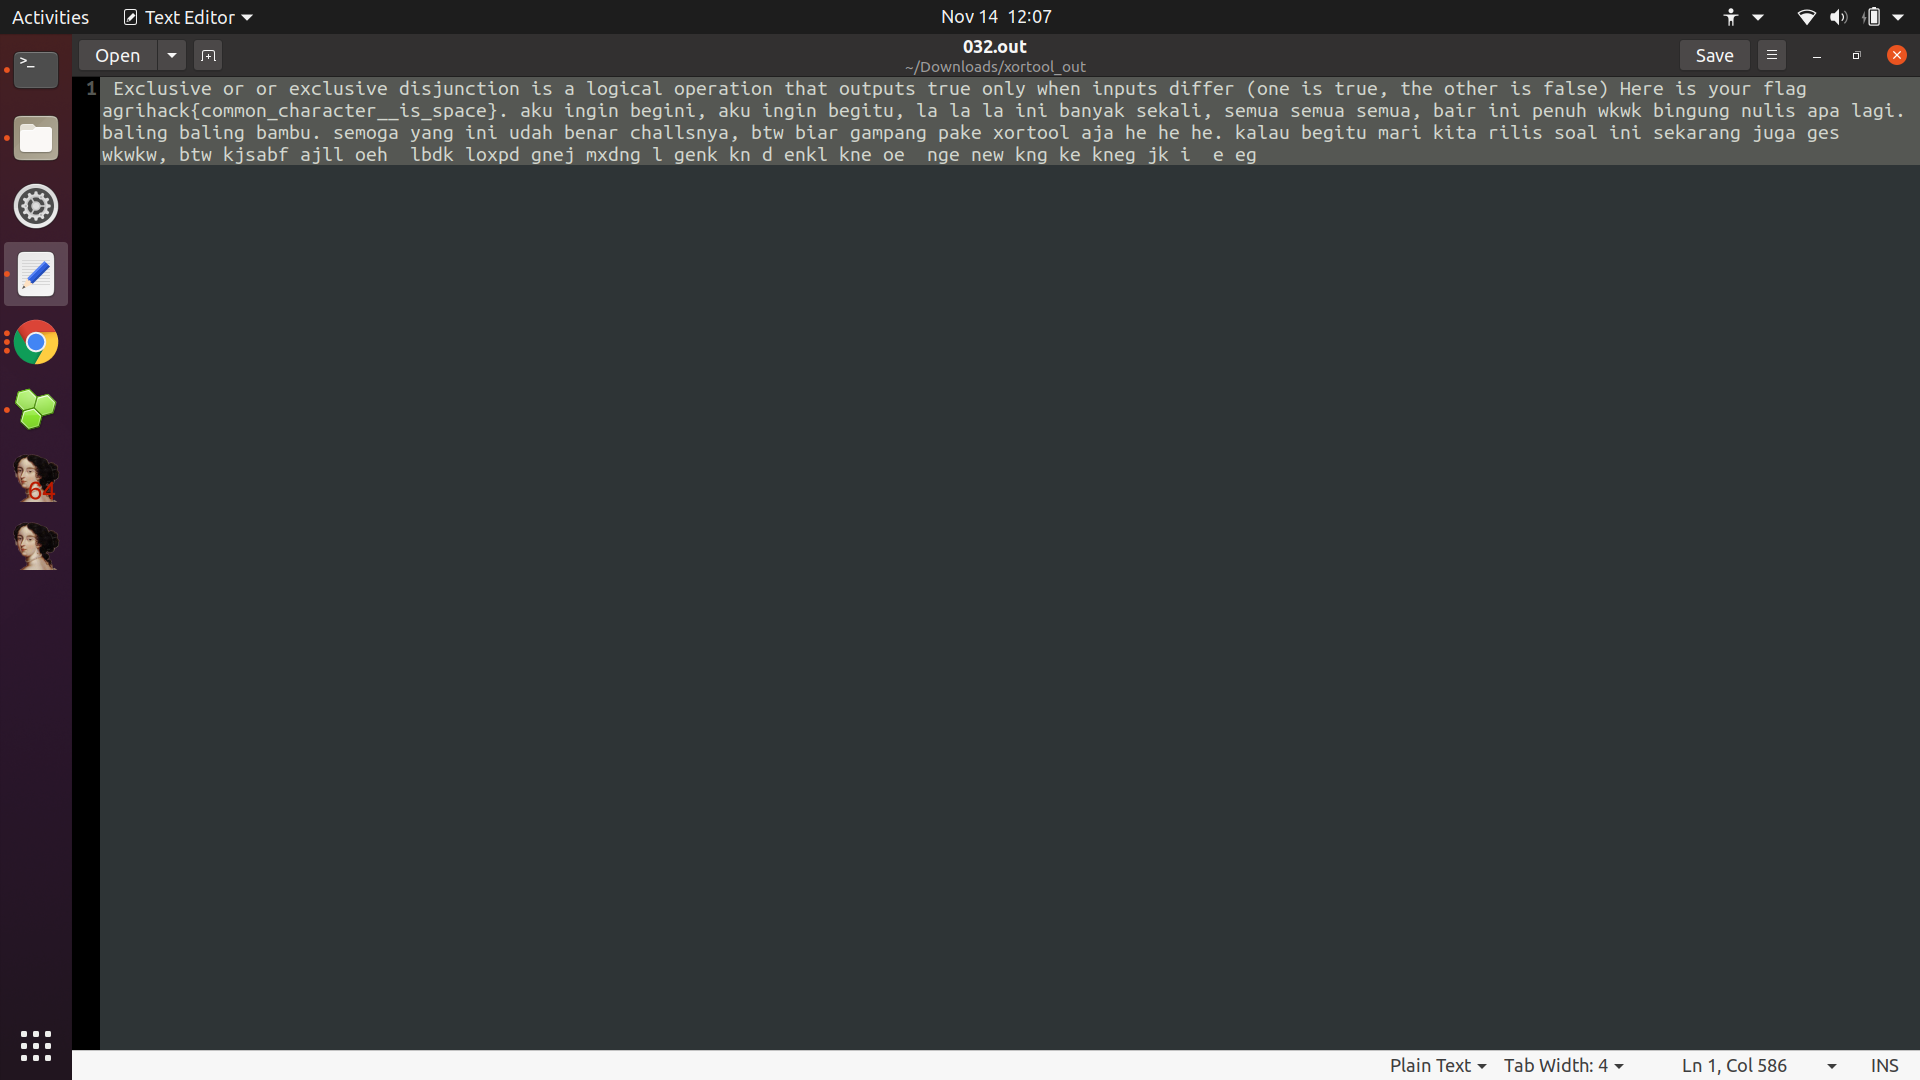 Activities Text Editor Nov 14 12:07
Open 032.out Save
~/Downloads/xortool_out
1 Exclusive or or exclusive disjunction is a logical operation that outputs true only when inputs differ (one is true, the other is false) Here is your flag
agrihack{common_character__is_space}. aku ingin begini, aku ingin begitu, la la la ini banyak sekali, semua semua semua, bair ini penuh wkwk bingung nulis apa lagi.
baling baling bambu. semoga yang ini udah benar challsnya, btw biar gampang pake xortool aja he he he. kalau begitu mari kita rilis soal ini sekarang juga ges
wkwkw, btw kjsabf ajll oeh  lbdk loxpd gnej mxdng l genk kn d enkl kne oe  nge new kng ke kneg jk i  e eg
64
Plain Text Tab Width: 4 Ln 1, Col 586 INS